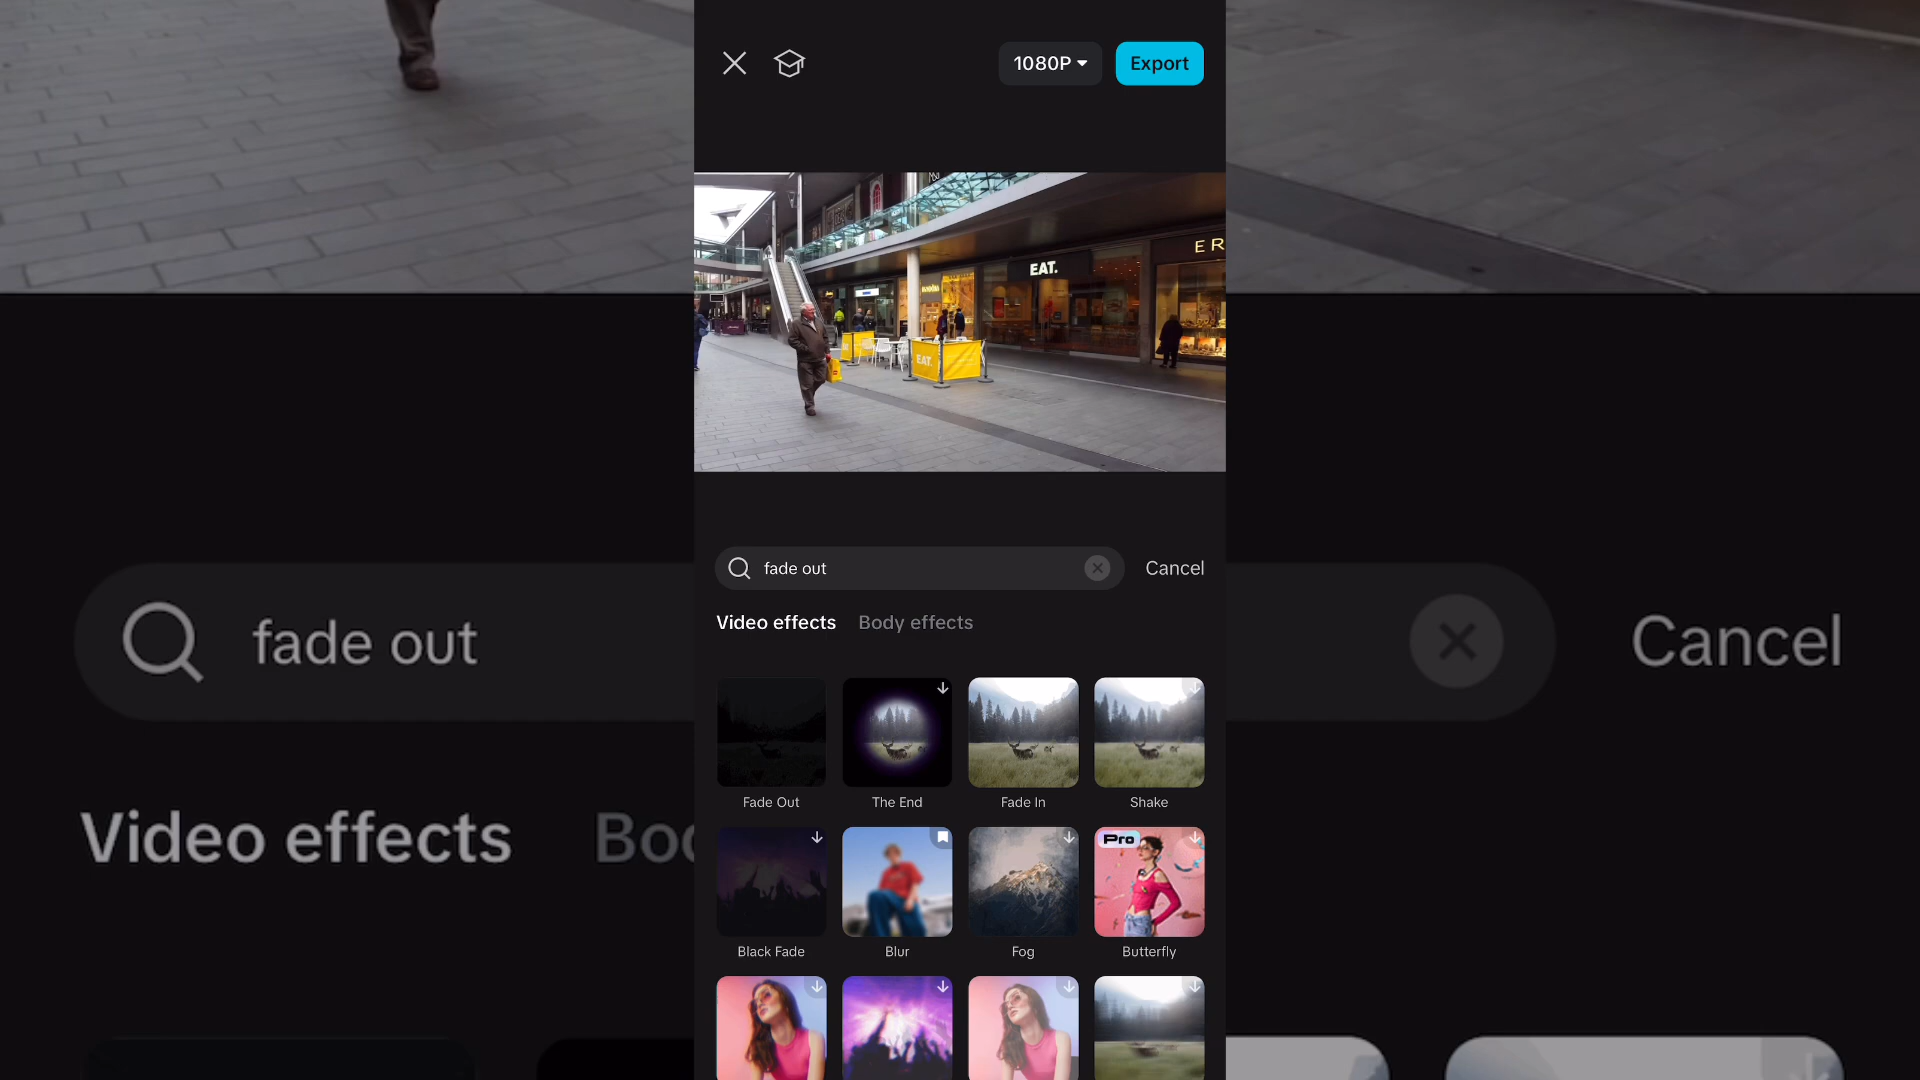 1080P
Export
EAT.
ER
EAT.
fade out
Cancel
Video effects
Body effects
Fade Out
The End
Fade In
Shake
Pro
Black Fade
Blur
Fog
Butterfly
fade out
Cancel
Video effects
Bo